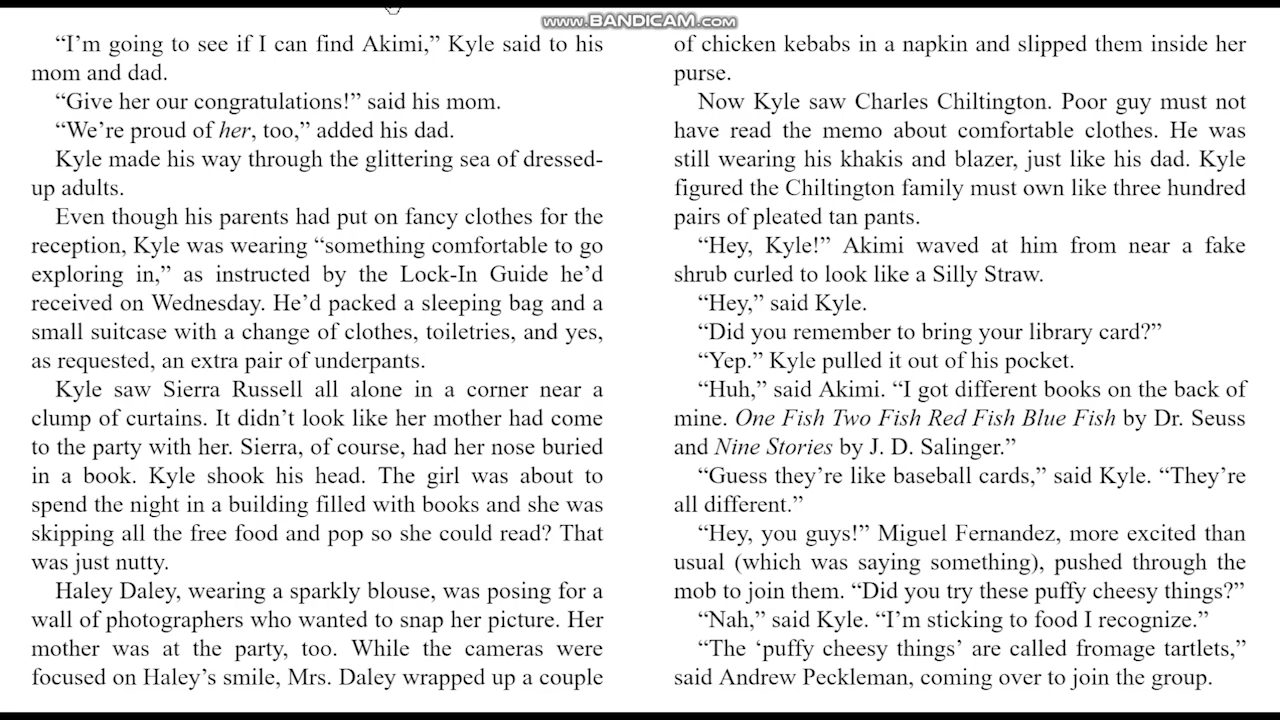 www.BANDICAM.com
“I’m going to see if I can find Akimi,” Kyle said to his
mom and dad.
“Give her our congratulations!” said his mom.
“We’re proud of her, too,” added his dad.
Kyle made his way through the glittering sea of dressed-
up adults.
Even though his parents had put on fancy clothes for the
reception, Kyle was wearing “something comfortable to go
exploring in,” as instructed by the Lock-In Guide he’d
received on Wednesday. He’d packed a sleeping bag and a
small suitcase with a change of clothes, toiletries, and yes,
as requested, an extra pair of underpants.
Kyle saw Sierra Russell all alone in a corner near a
clump of curtains. It didn’t look like her mother had come
to the party with her. Sierra, of course, had her nose buried
in a book. Kyle shook his head. The girl was about to
spend the night in a building filled with books and she was
skipping all the free food and pop so she could read? That
was just nutty.
Haley Daley, wearing a sparkly blouse, was posing for a
wall of photographers who wanted to snap her picture. Her
mother was at the party, too. While the cameras were
focused on Haley’s smile, Mrs. Daley wrapped up a couple
of chicken kebabs in a napkin and slipped them inside her
purse.
Now Kyle saw Charles Chiltington. Poor guy must not
have read the memo about comfortable clothes. He was
still wearing his khakis and blazer, just like his dad. Kyle
figured the Chiltington family must own like three hundred
pairs of pleated tan pants.
“Hey, Kyle!” Akimi waved at him from near a fake
shrub curled to look like a Silly Straw.
“Hey,” said Kyle.
“Did you remember to bring your library card?”
“Yep.” Kyle pulled it out of his pocket.
“Huh,” said Akimi. “I got different books on the back of
mine. One Fish Two Fish Red Fish Blue Fish by Dr. Seuss
and Nine Stories by J. D. Salinger.”
“Guess they’re like baseball cards,” said Kyle. “They’re
all different.”
“Hey, you guys!” Miguel Fernandez, more excited than
usual (which was saying something), pushed through the
mob to join them. “Did you try these puffy cheesy things?”
“Nah,” said Kyle. “I’m sticking to food I recognize.”
“The ‘puffy cheesy things’ are called fromage tartlets,”
said Andrew Peckleman, coming over to join the group.